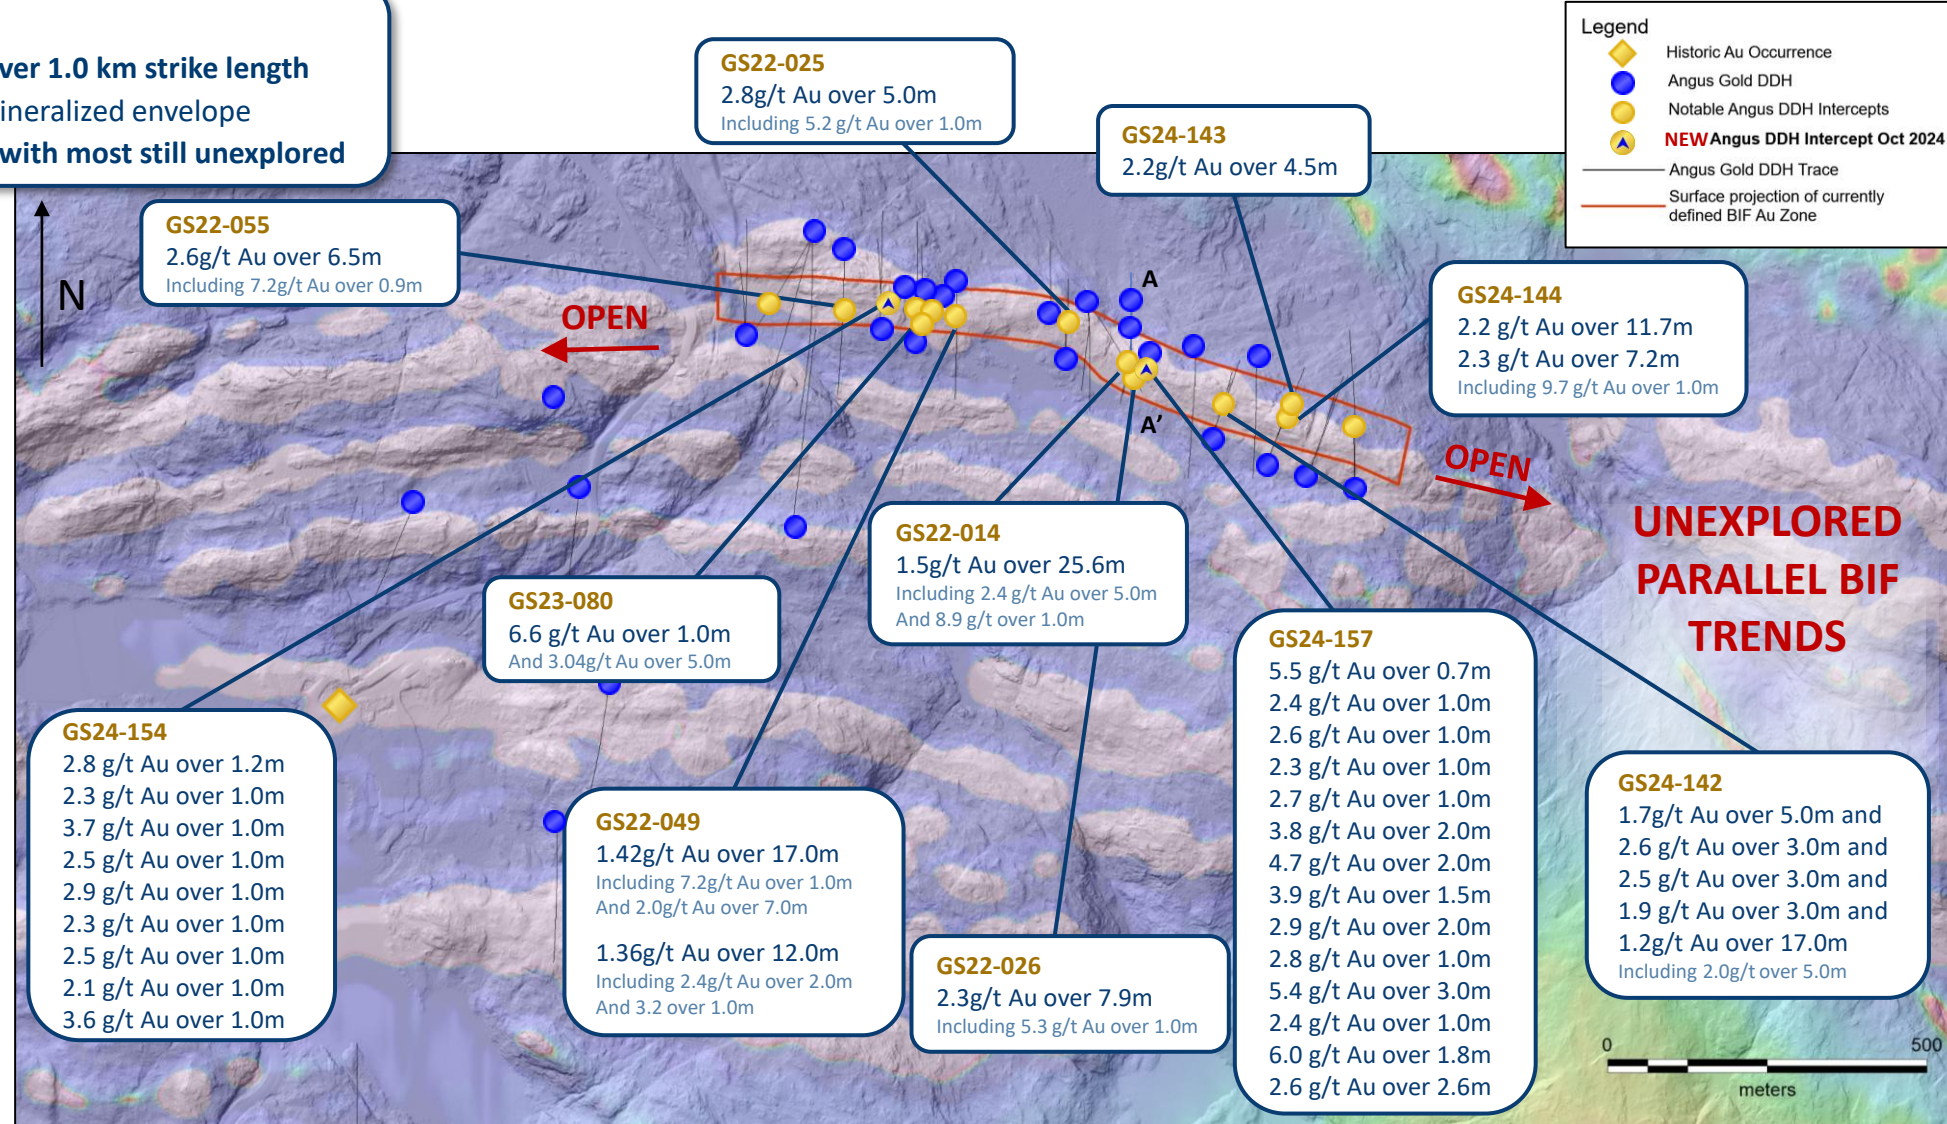 ver 1.0 km strike length
ineralized envelope
with most still unexplored
Legend
Historic Au Occurrence
Angus Gold DDH
Notable Angus DDH Intercepts
NEW Angus DDH Intercept Oct 2024
Angus Gold DDH Trace
Surface projection of currently
defined BIF Au Zone
GS22-025
2.8g/t Au over 5.0m
Including 5.2 g/t Au over 1.0m
GS24-143
2.2g/t Au over 4.5m
GS22-055
2.6g/t Au over 6.5m
Including 7.2g/t Au over 0.9m
N
OPEN
A
A'
GS24-144
2.2 g/t Au over 11.7m
2.3 g/t Au over 7.2m
Including 9.7 g/t Au over 1.0m
OPEN
UNEXPLORED
PARALLEL BIF
TRENDS
GS22-014
1.5g/t Au over 25.6m
Including 2.4 g/t Au over 5.0m
And 8.9 g/t over 1.0m
GS23-080
6.6 g/t Au over 1.0m
And 3.04g/t Au over 5.0m
GS24-154
2.8 g/t Au over 1.2m
2.3 g/t Au over 1.0m
3.7 g/t Au over 1.0m
2.5 g/t Au over 1.0m
2.9 g/t Au over 1.0m
2.3 g/t Au over 1.0m
2.5 g/t Au over 1.0m
2.1 g/t Au over 1.0m
3.6 g/t Au over 1.0m
GS22-049
1.42g/t Au over 17.0m
Including 7.2g/t Au over 1.0m
And 2.0g/t Au over 7.0m
1.36g/t Au over 12.0m
Including 2.4g/t Au over 2.0m
And 3.2 over 1.0m
GS22-026
2.3g/t Au over 7.9m
Including 5.3 g/t Au over 1.0m
GS24-157
5.5 g/t Au over 0.7m
2.4 g/t Au over 1.0m
2.6 g/t Au over 1.0m
2.3 g/t Au over 1.0m
2.7 g/t Au over 1.0m
3.8 g/t Au over 2.0m
4.7 g/t Au over 2.0m
3.9 g/t Au over 1.5m
2.9 g/t Au over 2.0m
2.8 g/t Au over 1.0m
5.4 g/t Au over 3.0m
2.4 g/t Au over 1.0m
6.0 g/t Au over 1.8m
2.6 g/t Au over 2.6m
GS24-142
1.7g/t Au over 5.0m and
2.6 g/t Au over 3.0m and
2.5 g/t Au over 3.0m and
1.9 g/t Au over 3.0m and
1.2g/t Au over 17.0m
Including 2.0g/t over 5.0m
0 500
meters